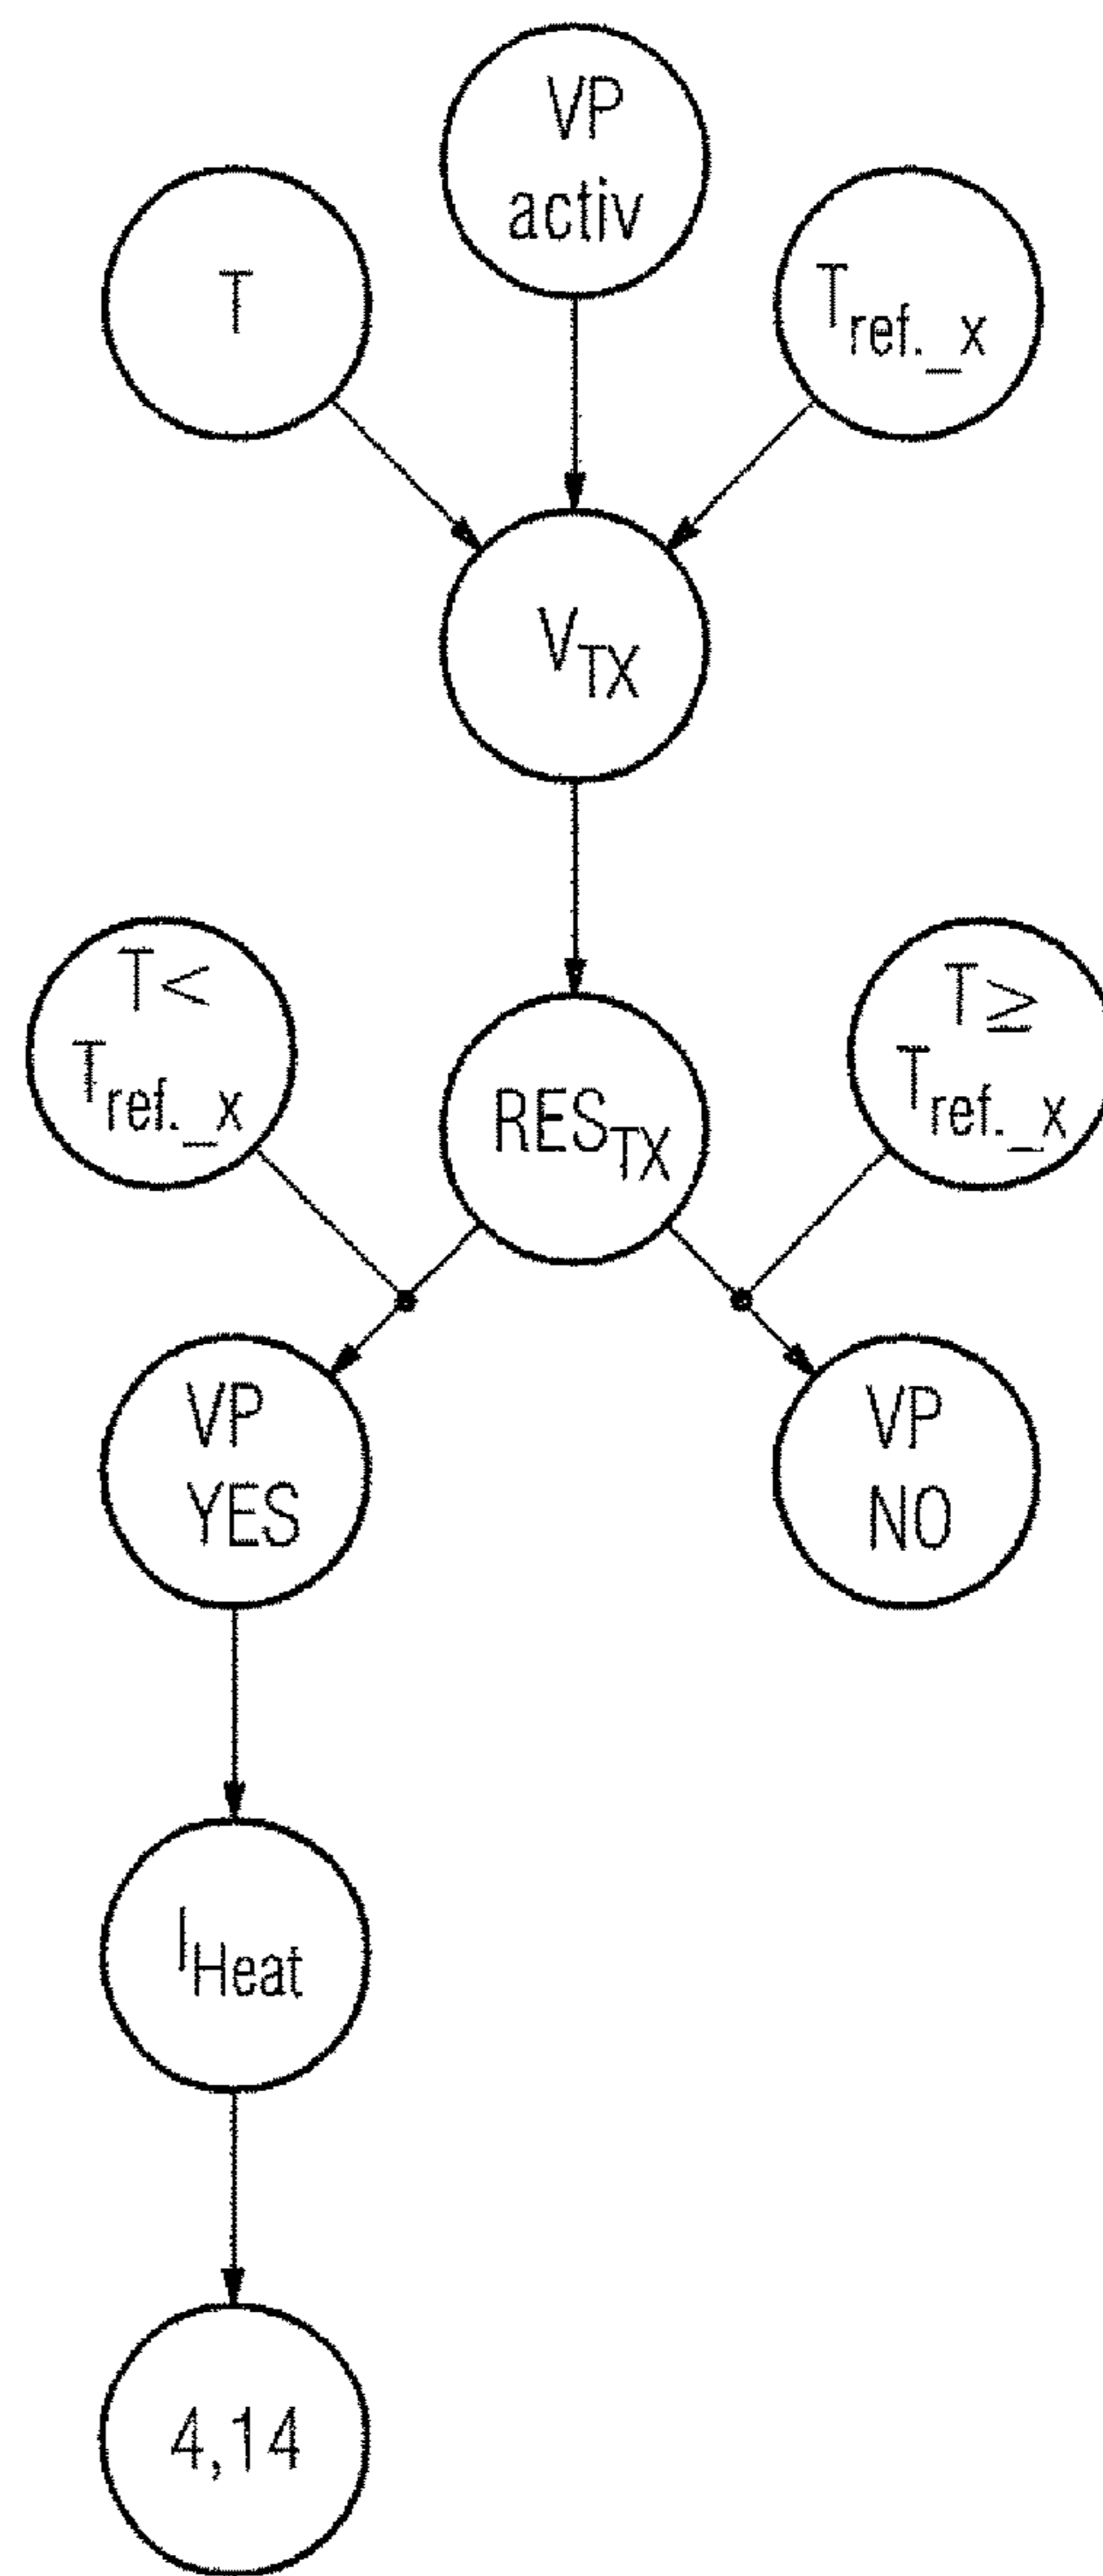 VP
activ
T
Tref._x
VTX
T<
Tref._x
RESTX
T≥
Tref._x
VP
YES
VP
NO
IHeat
4,14